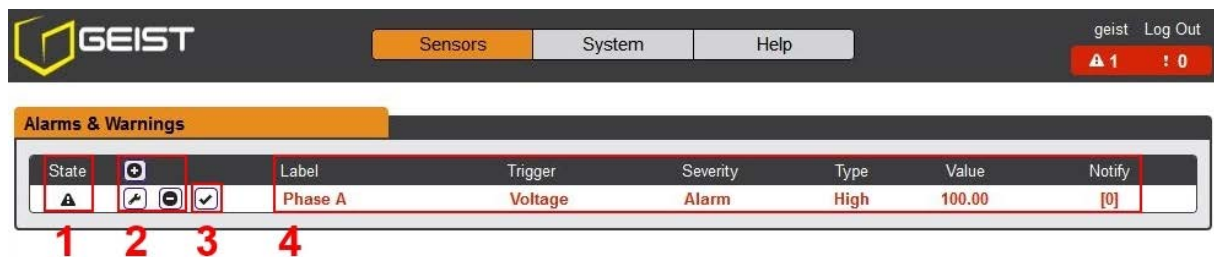 GEIST
Sensors System Help
geist Log Out
1 ! 0
Alarms & Warnings
State Label Trigger Severity Type Value Notify
Phase A Voltage Alarm High 100.00 [0]
1 2 3 4